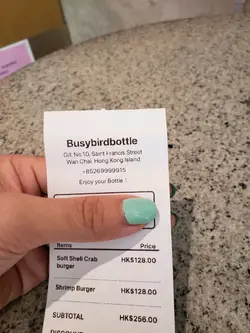 Busybirdbottle
G/f, No.10, Saint Francis Street
Wan Chai, Hong Kong Island
+85269999915
Enjoy your Bottle !
Items Price
Soft Shell Crab HK$128.00
burger
Shrimp Burger HK$128.00
SUBTOTAL HK$256.00